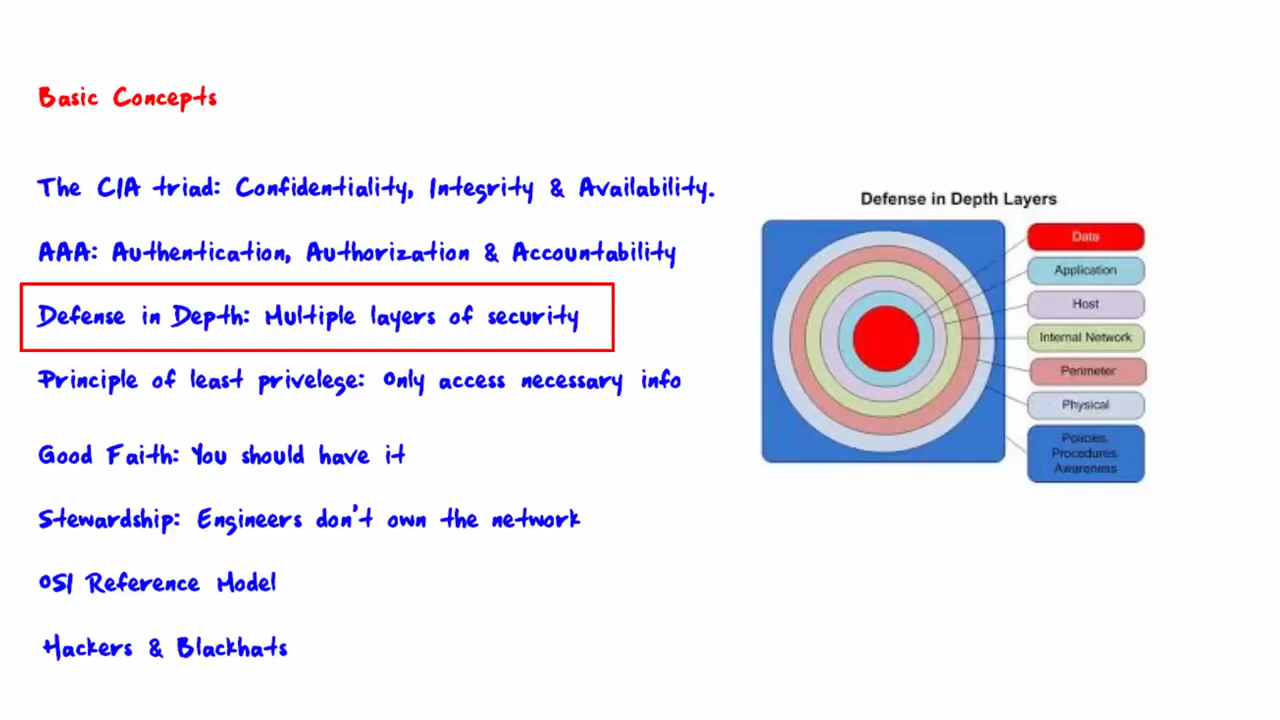 Basic Concepts
The CIA triad: Confidentiality, Integrity & Availability.
AAA: Authentication, Authorization & Accountability
Defense in Depth: Multiple layers of security
Principle of least privelege: Only access necessary info
Good Faith: You should have it
Stewardship: Engineers don't own the network
OSI Reference Model
Hackers & Blackhats
Defense in Depth Layers
Data
Application
Host
Internal Network
Perimeter
Physical
Policies,
Procedures
Awareness